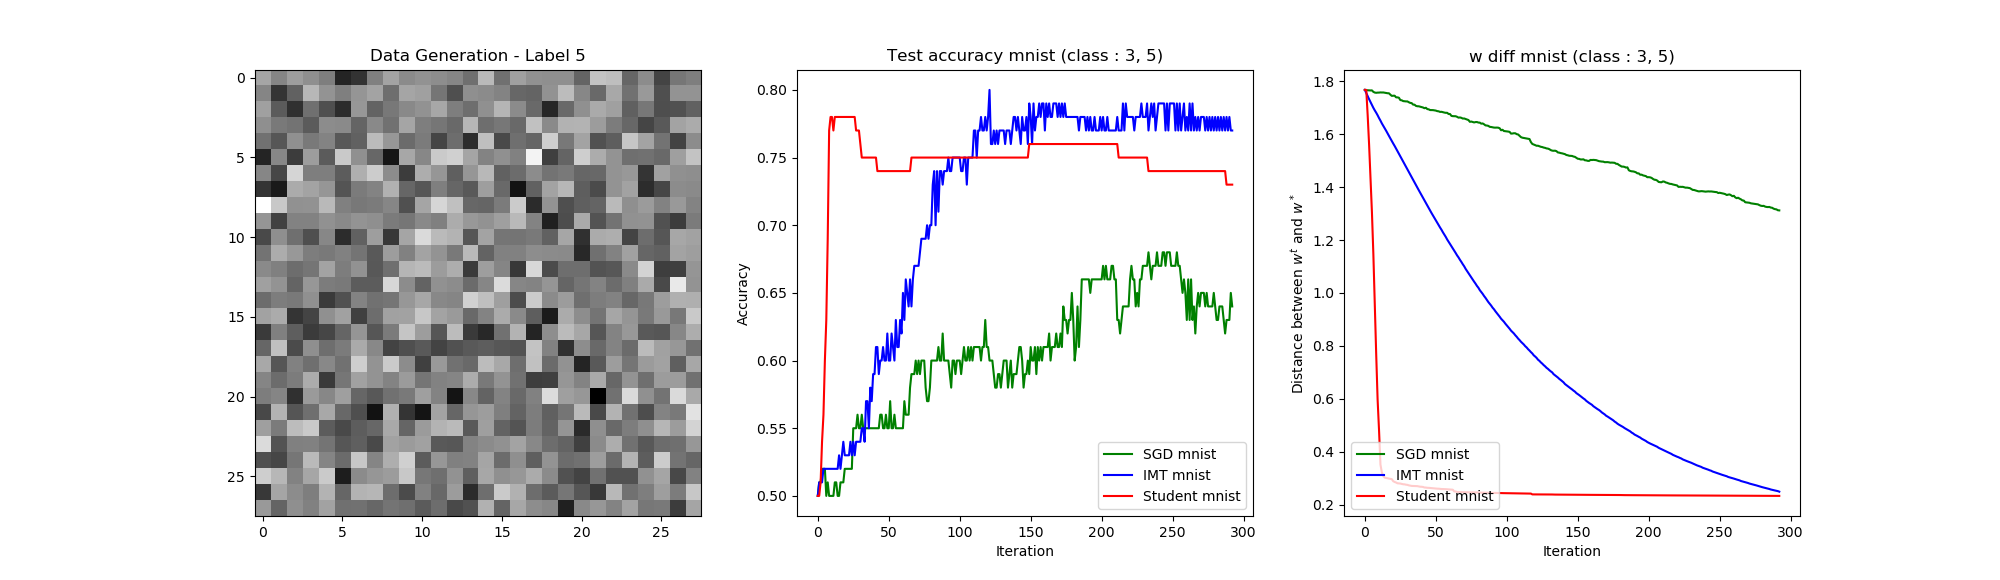 Data Generation - Label 5
0
5
10
15
20
25
0 5 10 15 20 25
Test accuracy mnist (class : 3, 5)
Accuracy
0.80
0.75
0.70
0.65
0.60
0.55
0.50
SGD mnist
IMT mnist
Student mnist
0 50 100 150 200 250 300
Iteration
w diff mnist (class : 3, 5)
Distance between w^t and w^*
1.8
1.6
1.4
1.2
1.0
0.8
0.6
0.4
0.2
SGD mnist
IMT mnist
Student mnist
0 50 100 150 200 250 300
Iteration